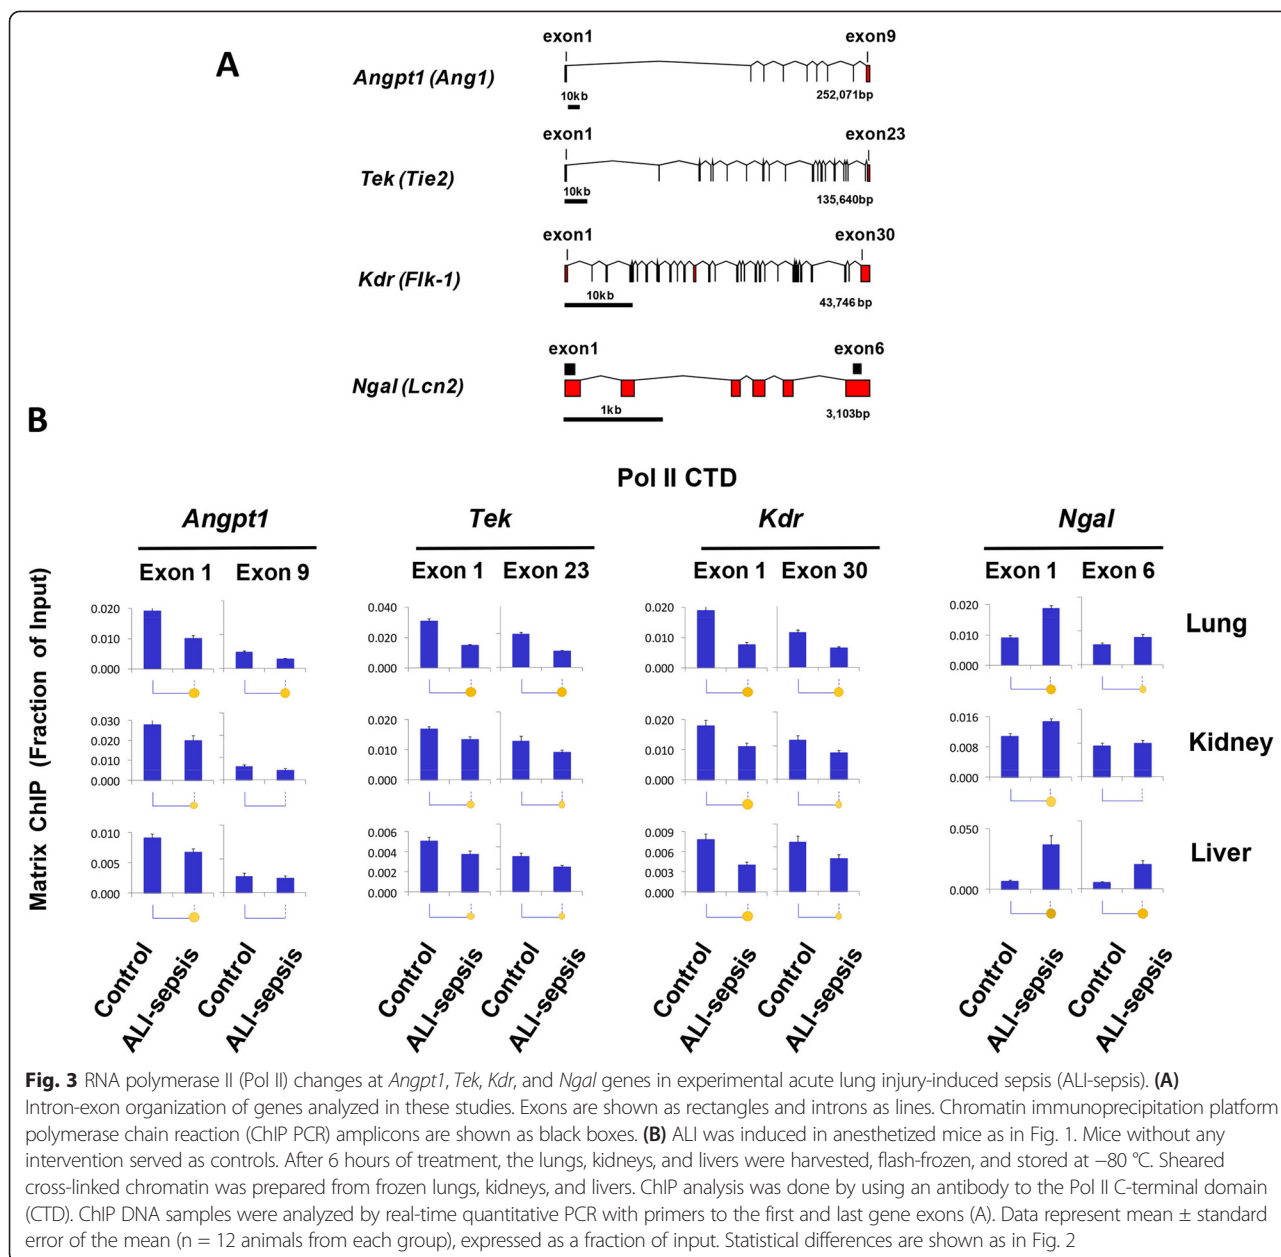 A
exon1 exon9
Angpt1 (Ang1)
10kb 252,071bp
exon1 exon23
Tek (Tie2)
10kb 135,640bp
exon1 exon30
Kdr (Flk-1)
10kb 43,746 bp
exon1 exon6
Ngal (Lcn2)
1kb 3,103bp
B
Pol II CTD
Angpt1 Tek Kdr Ngal
Exon 1 Exon 9 Exon 1 Exon 23 Exon 1 Exon 30 Exon 1 Exon 6
Matrix ChIP (Fraction of Input)
0.020 0.040 0.020 0.020
Lung
0.010 0.020 0.010 0.010
0.000 0.000 0.000 0.000
0.030 0.020 0.020 0.016
0.020 0.010 0.010 0.008
Kidney
0.010
0.000 0.000 0.000 0.000
0.010 0.006 0.009 0.050
0.005 0.004 0.006
Liver
0.002 0.003
0.000 0.000 0.000 0.000
Control ALI-sepsis Control ALI-sepsis Control ALI-sepsis Control ALI-sepsis Control ALI-sepsis Control ALI-sepsis Control ALI-sepsis Control ALI-sepsis
Fig. 3 RNA polymerase II (Pol II) changes at Angpt1, Tek, Kdr, and Ngal genes in experimental acute lung injury-induced sepsis (ALI-sepsis). (A)
Intron-exon organization of genes analyzed in these studies. Exons are shown as rectangles and introns as lines. Chromatin immunoprecipitation platform
polymerase chain reaction (ChIP PCR) amplicons are shown as black boxes. (B) ALI was induced in anesthetized mice as in Fig. 1. Mice without any
intervention served as controls. After 6 hours of treatment, the lungs, kidneys, and livers were harvested, flash-frozen, and stored at −80 °C. Sheared
cross-linked chromatin was prepared from frozen lungs, kidneys, and livers. ChIP analysis was done by using an antibody to the Pol II C-terminal domain
(CTD). ChIP DNA samples were analyzed by real-time quantitative PCR with primers to the first and last gene exons (A). Data represent mean ± standard
error of the mean (n = 12 animals from each group), expressed as a fraction of input. Statistical differences are shown as in Fig. 2